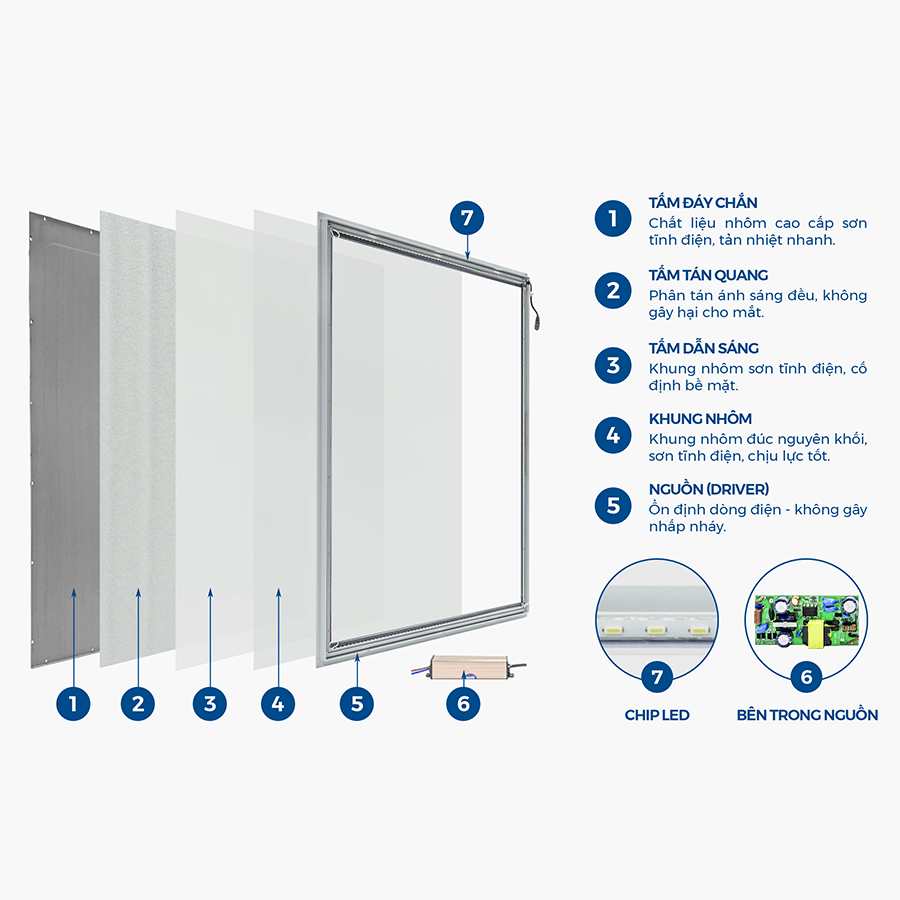 7
1
TẤM ĐÁY CHẮN
Chất liệu nhôm cao cấp sơn
tĩnh điện, tản nhiệt nhanh.
2
TẤM TÁN QUANG
Phân tán ánh sáng đều, không
gây hại cho mắt.
3
TẤM DẪN SÁNG
Khung nhôm sơn tĩnh điện, cố
định bề mặt.
4
KHUNG NHÔM
Khung nhôm đúc nguyên khối,
sơn tĩnh điện, chịu lực tốt.
5
NGUỒN (DRIVER)
Ổn định dòng điện - không gây
nhấp nháy.
1
2
3
4
5
6
7
CHIP LED
6
BÊN TRONG NGUỒN